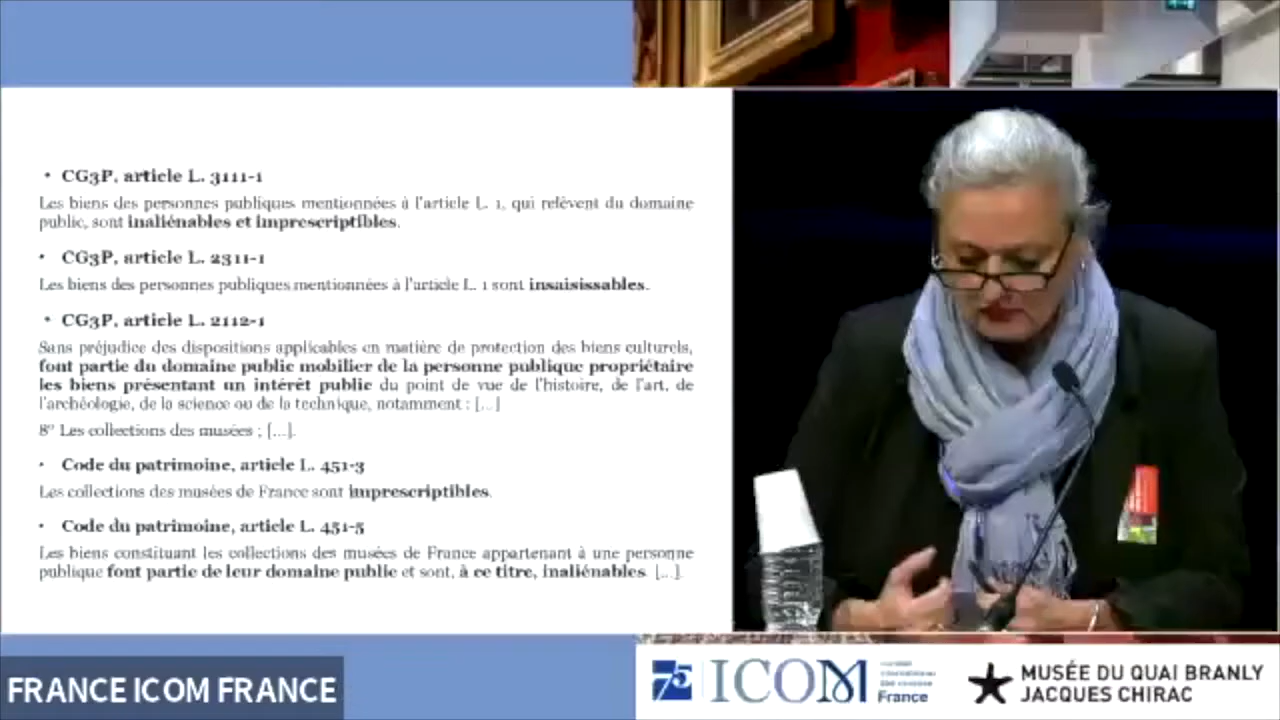 • CG3P, article L. 3111-1
Les biens des personnes publiques mentionnées à l'article L. 1, qui relèvent du domaine
public, sont inaliénables et imprescriptibles.
• CG3P, article L. 2311-1
Les biens des personnes publiques mentionnées à l'article L. 1 sont insaisissables.
• CG3P, article L. 2112-1
Sans préjudice des dispositions applicables en matière de protection des biens culturels,
font partie du domaine public mobilier de la personne publique propriétaire
les biens présentant un intérêt public du point de vue de l'histoire, de l'art, de
l'archéologie, de la science ou de la technique, notamment : [...]
8° Les collections des musées ; [...].
• Code du patrimoine, article L. 451-3
Les collections des musées de France sont imprescriptibles.
• Code du patrimoine, article L. 451-5
Les biens constituant les collections des musées de France appartenant à une personne
publique font partie de leur domaine public et sont, à ce titre, inaliénables. [...].
FRANCE ICOM FRANCE
75 ICOM
France
MUSÉE DU QUAI BRANLY
JACQUES CHIRAC